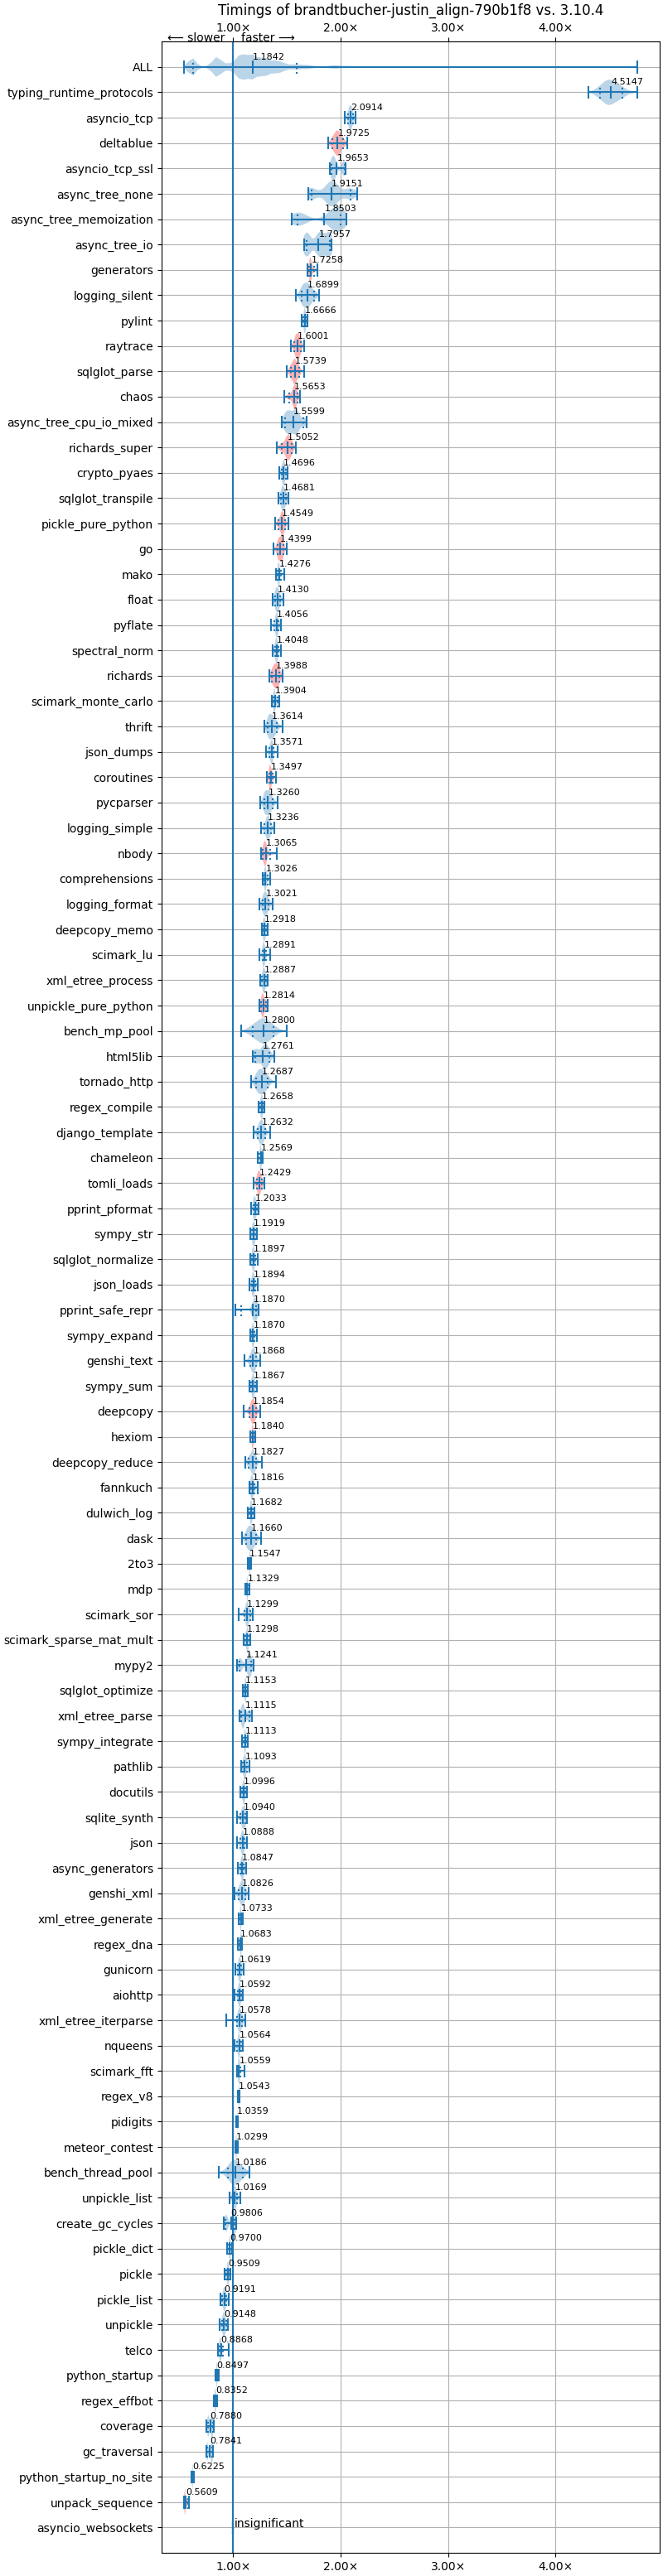 Timings of brandtbucher-justin_align-790b1f8 vs. 3.10.4
1.00× 2.00× 3.00× 4.00×
⟵ slower faster ⟶
ALL 1.1842
typing_runtime_protocols 4.5147
asyncio_tcp 2.0914
deltablue 1.9725
asyncio_tcp_ssl 1.9653
async_tree_none 1.9151
async_tree_memoization 1.8503
async_tree_io 1.7957
generators 1.7258
logging_silent 1.6899
pylint 1.6666
raytrace 1.6001
sqlglot_parse 1.5739
chaos 1.5653
async_tree_cpu_io_mixed 1.5599
richards_super 1.5052
crypto_pyaes 1.4696
sqlglot_transpile 1.4681
pickle_pure_python 1.4549
go 1.4399
mako 1.4276
float 1.4130
pyflate 1.4056
spectral_norm 1.4048
richards 1.3988
scimark_monte_carlo 1.3904
thrift 1.3614
json_dumps 1.3571
coroutines 1.3497
pycparser 1.3260
logging_simple 1.3236
nbody 1.3065
comprehensions 1.3026
logging_format 1.3021
deepcopy_memo 1.2918
scimark_lu 1.2891
xml_etree_process 1.2887
unpickle_pure_python 1.2814
bench_mp_pool 1.2800
html5lib 1.2761
tornado_http 1.2687
regex_compile 1.2658
django_template 1.2632
chameleon 1.2569
tomli_loads 1.2429
pprint_pformat 1.2033
sympy_str 1.1919
sqlglot_normalize 1.1897
json_loads 1.1894
pprint_safe_repr 1.1870
sympy_expand 1.1870
genshi_text 1.1868
sympy_sum 1.1867
deepcopy 1.1854
hexiom 1.1840
deepcopy_reduce 1.1827
fannkuch 1.1816
dulwich_log 1.1682
dask 1.1660
2to3 1.1547
mdp 1.1329
scimark_sor 1.1299
scimark_sparse_mat_mult 1.1298
mypy2 1.1241
sqlglot_optimize 1.1153
xml_etree_parse 1.1115
sympy_integrate 1.1113
pathlib 1.1093
docutils 1.0996
sqlite_synth 1.0940
json 1.0888
async_generators 1.0847
genshi_xml 1.0826
xml_etree_generate 1.0733
regex_dna 1.0683
gunicorn 1.0619
aiohttp 1.0592
xml_etree_iterparse 1.0578
nqueens 1.0564
scimark_fft 1.0559
regex_v8 1.0543
pidigits 1.0359
meteor_contest 1.0299
bench_thread_pool 1.0186
unpickle_list 1.0169
create_gc_cycles 0.9806
pickle_dict 0.9700
pickle 0.9509
pickle_list 0.9191
unpickle 0.9148
telco 0.8868
python_startup 0.8497
regex_effbot 0.8352
coverage 0.7880
gc_traversal 0.7841
python_startup_no_site 0.6225
unpack_sequence 0.5609
asyncio_websockets insignificant
1.00× 2.00× 3.00× 4.00×